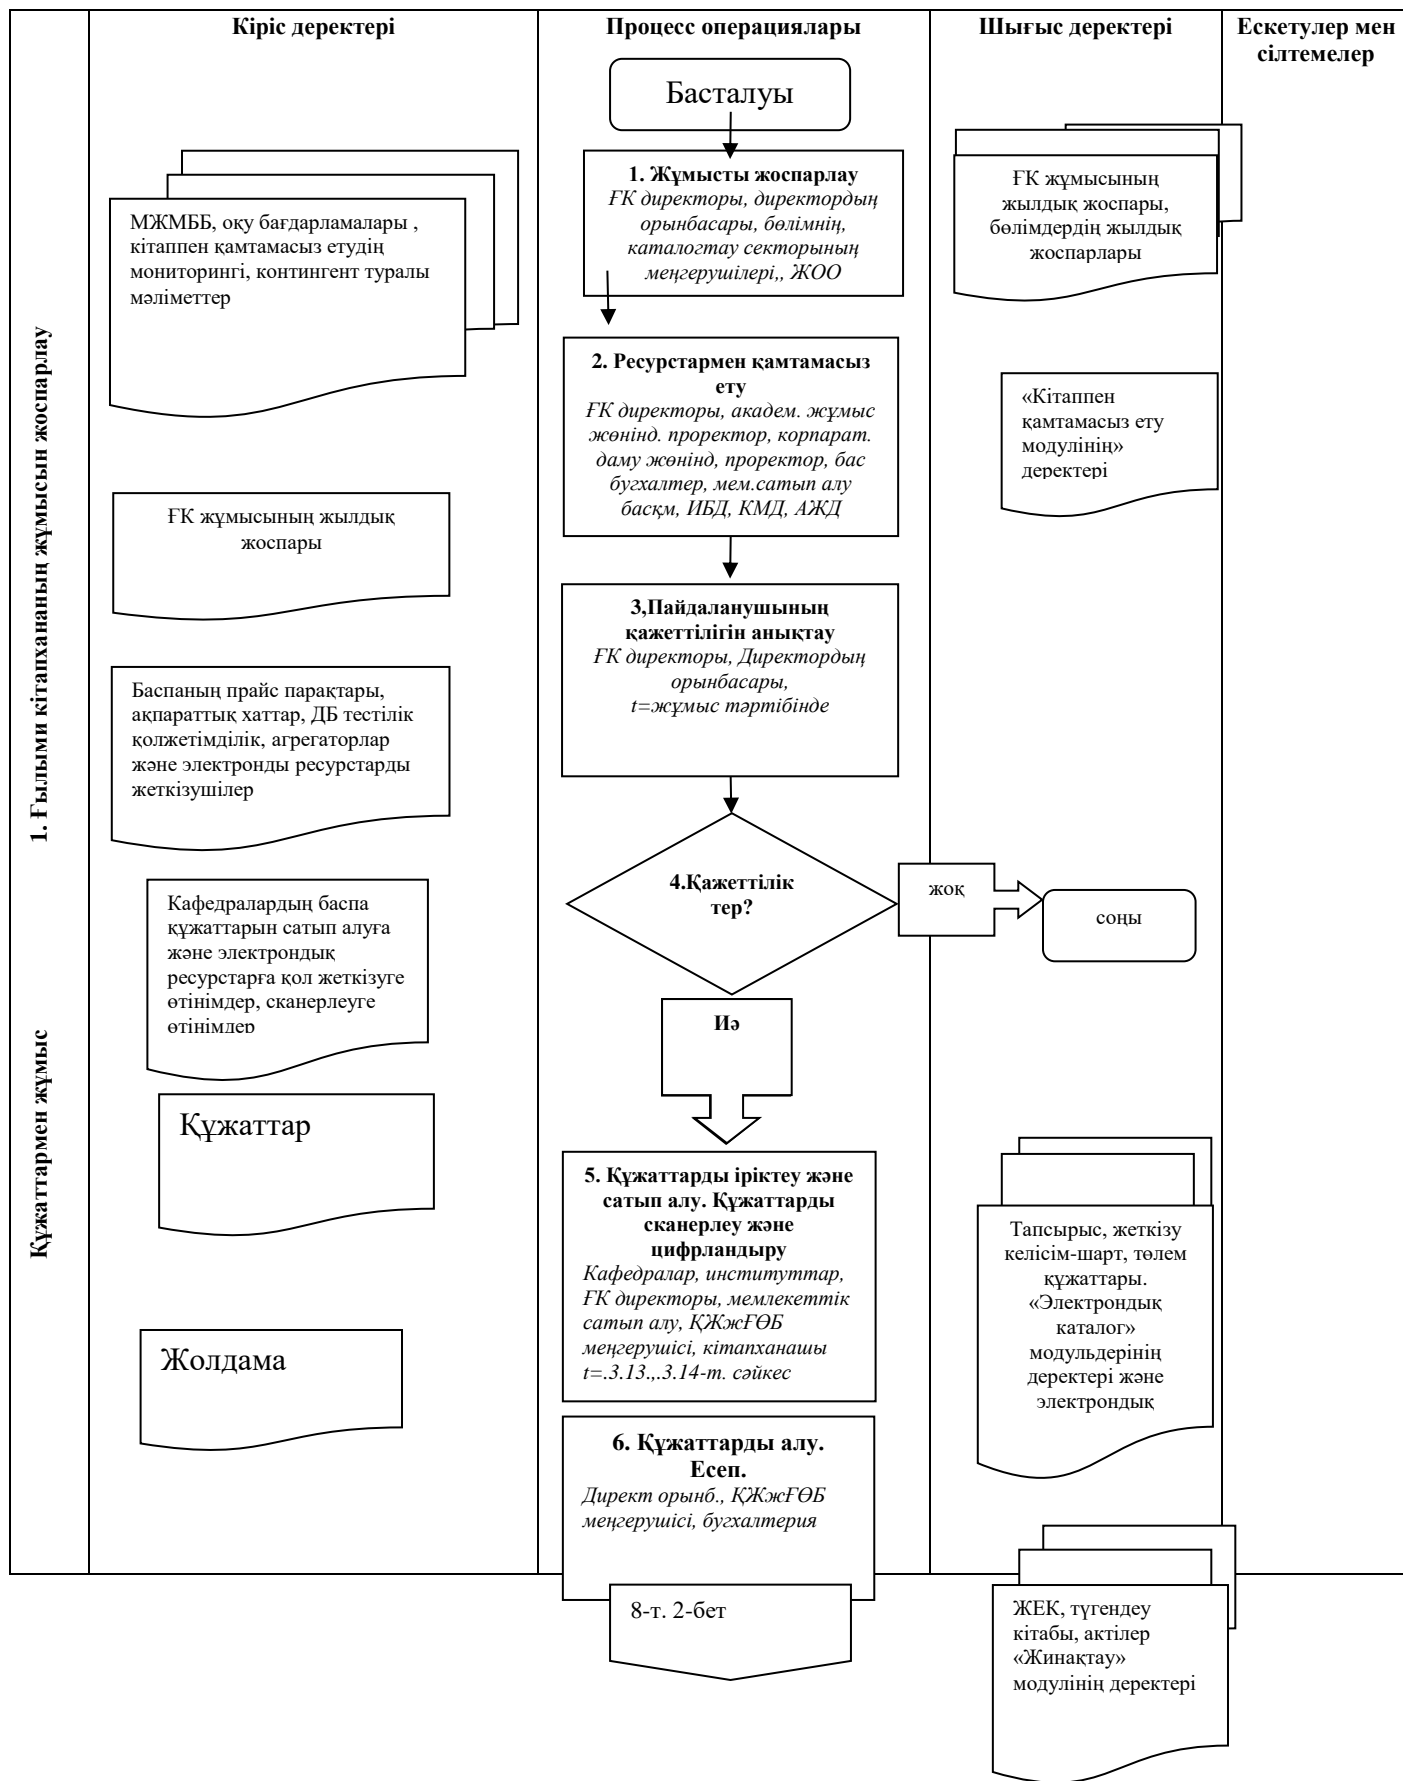 Кіріс деректері
Процесс операциялары
Шығыс деректері
Ескетулер мен
сілтемелер
1. Ғылыми кітапхананың жұмысын жоспарлау
Құжаттармен жұмыс
МЖМББ, оқу бағдарламалары ,
кітаппен қамтамасыз етудің
мониторингі, контингент туралы
мәліметтер
ҒК жұмысының жылдық
жоспары
Баспаның прайс парақтары,
ақпараттық хаттар, ДБ тестілік
қолжетімділік, агрегаторлар
және электронды ресурстарды
жеткізушілер
Кафедралардың баспа
құжаттарын сатып алуға
және электрондық
ресурстарға қол жеткізуге
өтінімдер, сканерлеуге
өтінімдер
Құжаттар
Жолдама
Басталуы
1. Жұмысты жоспарлау
ҒК директоры, директордың
орынбасары, бөлімнің,
каталогтау секторының
меңгерушілері,, ЖОО
2. Ресурстармен қамтамасыз
ету
ҒК директоры, академ. жұмыс
жөнінд. проректор, корпарат.
даму жөнінд, проректор, бас
бугхалтер, мем.сатып алу
басқм, ИБД, КМД, АЖД
3,Пайдаланушының
қажеттілігін анықтау
ҒК директоры, Директордың
орынбасары,
t=жұмыс тәртібінде
4.Қажеттілік
тер?
жоқ
соңы
Иә
5. Құжаттарды іріктеу және
сатып алу. Құжаттарды
сканерлеу және
цифрландыру
Кафедралар, институттар,
ҒК директоры, мемлекеттік
сатып алу, ҚЖжҒӨБ
меңгерушісі, кітапханашы
t=.3.13.,.3.14-т. сәйкес
6. Құжаттарды алу.
Есеп.
Директ орынб., ҚЖжҒӨБ
меңгерушісі, бугхалтерия
8-т. 2-бет
ҒК жұмысының
жылдық жоспары,
бөлімдердің жылдық
жоспарлары
«Кітаппен
қамтамасыз ету
модулінің»
деректері
Тапсырыс, жеткізу
келісім-шарт, төлем
құжаттары.
«Электрондық
каталог»
модульдерінің
деректері және
электрондық
ЖЕК, түгендеу
кітабы, актілер
«Жинақтау»
модулінің деректері